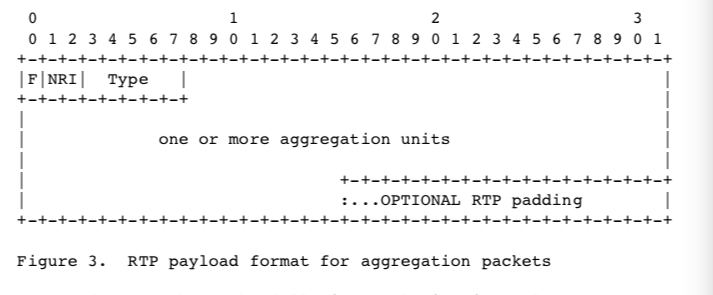 0                   1                   2                   3
 0 1 2 3 4 5 6 7 8 9 0 1 2 3 4 5 6 7 8 9 0 1 2 3 4 5 6 7 8 9 0 1
+-+-+-+-+-+-+-+-+-+-+-+-+-+-+-+-+-+-+-+-+-+-+-+-+-+-+-+-+-+-+-+-+
|F|NRI|  Type   |                                               |
+-+-+-+-+-+-+-+-+                                               |
|                                                               |
|             one or more aggregation units                     |
|                                                               |
|                               +-+-+-+-+-+-+-+-+-+-+-+-+-+-+-+-+
|                               :...OPTIONAL RTP padding        |
+-+-+-+-+-+-+-+-+-+-+-+-+-+-+-+-+-+-+-+-+-+-+-+-+-+-+-+-+-+-+-+-+
Figure 3.  RTP payload format for aggregation packets